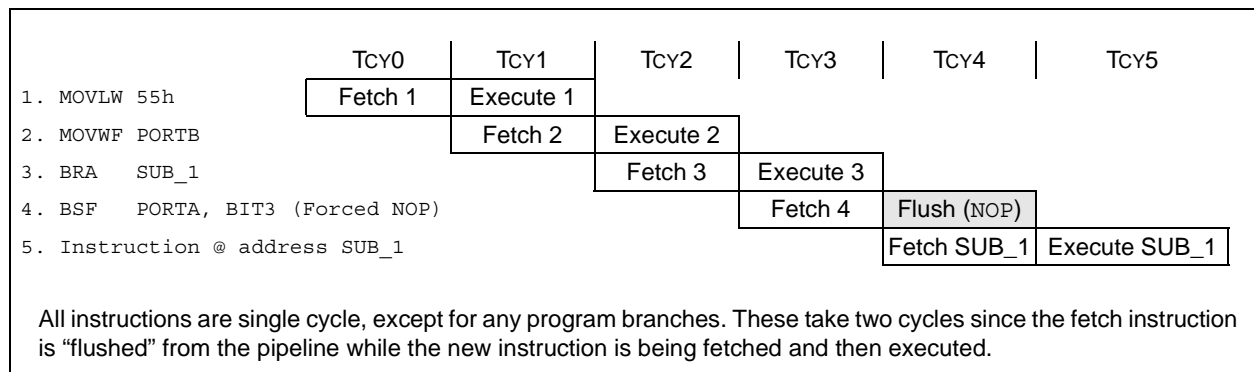 TCY0 TCY1 TCY2 TCY3 TCY4 TCY5
1. MOVLW 55h Fetch 1 Execute 1
2. MOVWF PORTB Fetch 2 Execute 2
3. BRA SUB_1 Fetch 3 Execute 3
4. BSF PORTA, BIT3 (Forced NOP) Fetch 4 Flush (NOP)
5. Instruction @ address SUB_1 Fetch SUB_1 Execute SUB_1
All instructions are single cycle, except for any program branches. These take two cycles since the fetch instruction
is “flushed” from the pipeline while the new instruction is being fetched and then executed.